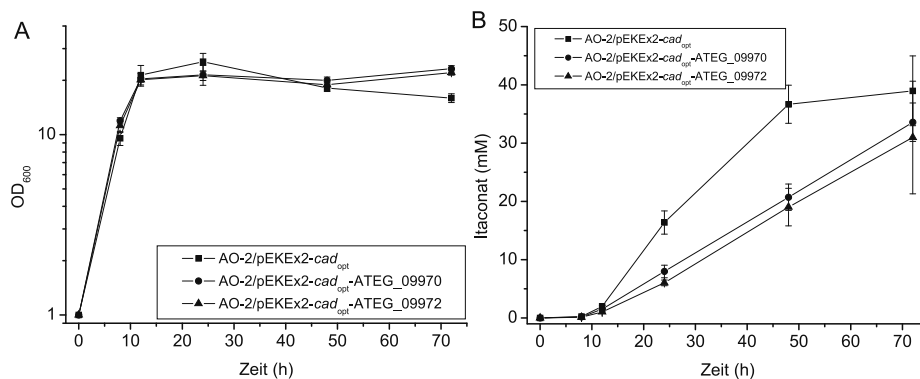 A
OD600
10
1
AO-2/pEKEx2-cadopt
AO-2/pEKEx2-cadopt-ATEG_09970
AO-2/pEKEx2-cadopt-ATEG_09972
0 10 20 30 40 50 60 70
Zeit (h)
B
Itaconat (mM)
50
40
30
20
10
0
AO-2/pEKEx2-cadopt
AO-2/pEKEx2-cadopt-ATEG_09970
AO-2/pEKEx2-cadopt-ATEG_09972
0 10 20 30 40 50 60 70
Zeit (h)